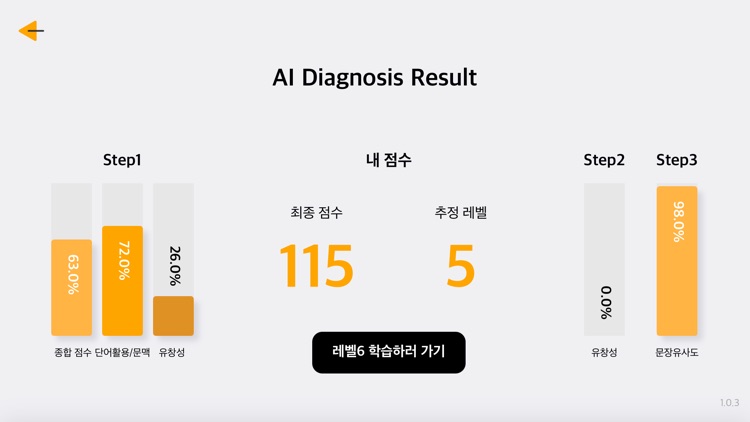 AI Diagnosis Result
Step1
63.0%
72.0%
26.0%
종합 점수
단어활용/문맥
유창성
내 점수
최종 점수
추정 레벨
115
5
레벨6 학습하러 가기
Step2
Step3
0.0%
98.0%
유창성
문장유사도
1.0.3